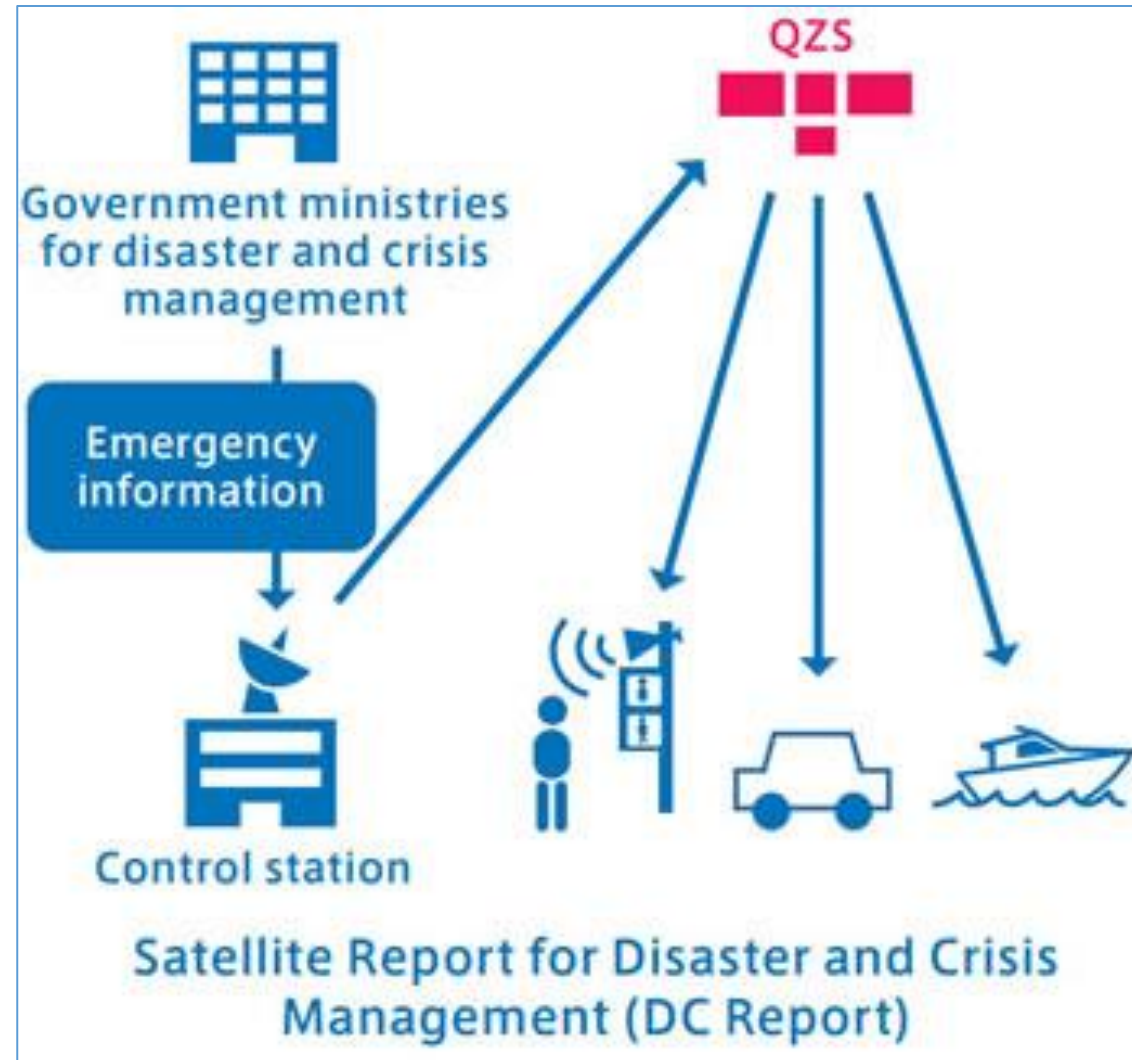 QZS
Government ministries
for disaster and crisis
management
Emergency
information
Control station
Satellite Report for Disaster and Crisis
Management (DC Report)